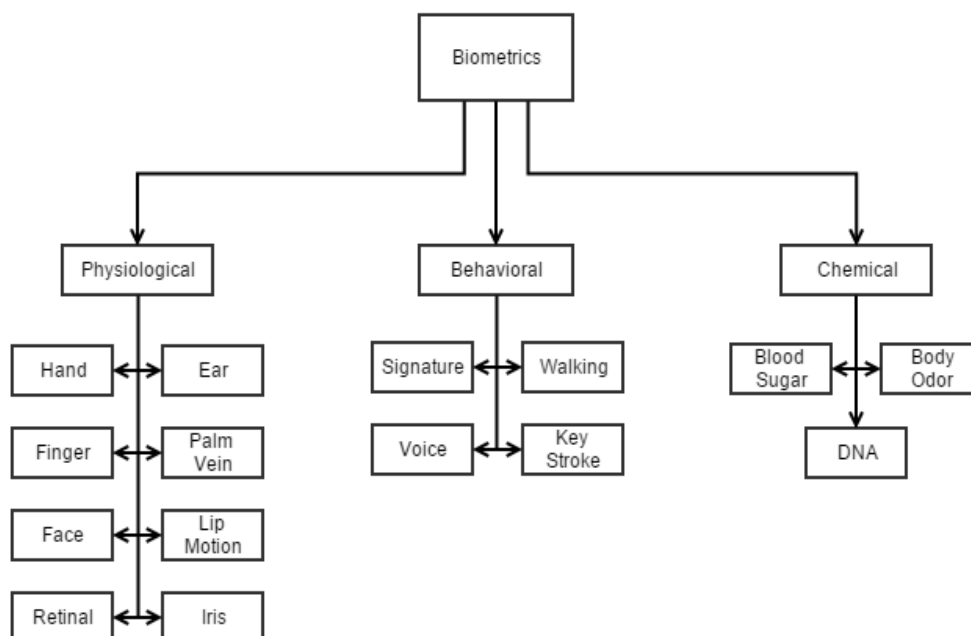 Biometrics
Physiological
Behavioral
Chemical
Hand
Ear
Finger
Palm
Vein
Face
Lip
Motion
Retinal
Iris
Signature
Walking
Voice
Key
Stroke
Blood
Sugar
Body
Odor
DNA